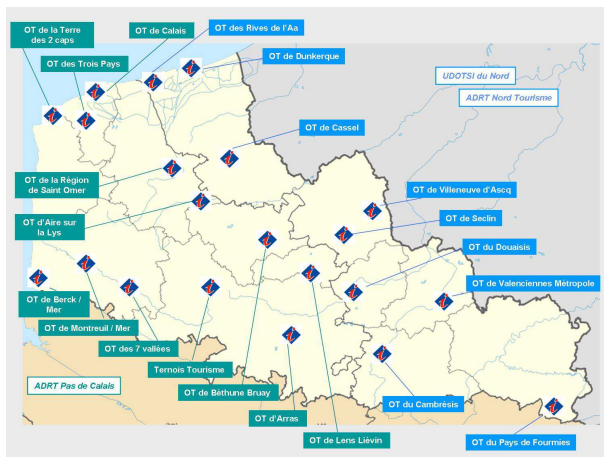 OT de la Terre
des 2 caps
OT de Calais
OT des Rives de l'Aa
OT des Trois Pays
OT de Dunkerque
UDOTSI du Nord
ADRT Nord Tourisme
OT de Cassel
OT de la Région
de Saint Omer
OT de Villeneuve d'Ascq
OT d'Aire sur
la Lys
OT de Seclin
OT du Douaisis
OT de Valenciennes Métropole
OT de Berck /
Mer
OT de Montreuil / Mer
OT des 7 vallées
Ternois Tourisme
ADRT Pas de Calais
OT de Béthune Bruay
OT du Cambrésis
OT d'Arras
OT de Lens Liévin
OT du Pays de Fourmies